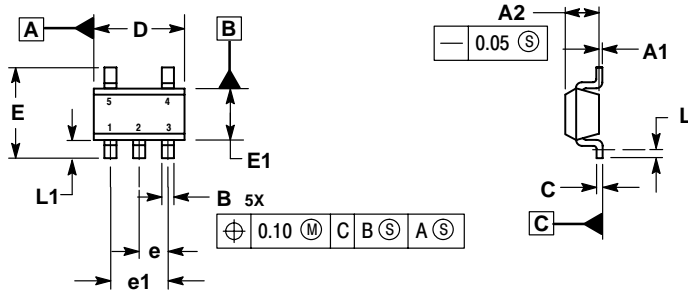 A2
A
D
B
— 0.05 Ⓢ
A1
E
5 4
1 2 3
E1
L
L1
B 5X
C
⌖ 0.10 Ⓜ C B Ⓢ A Ⓢ
C
e
e1